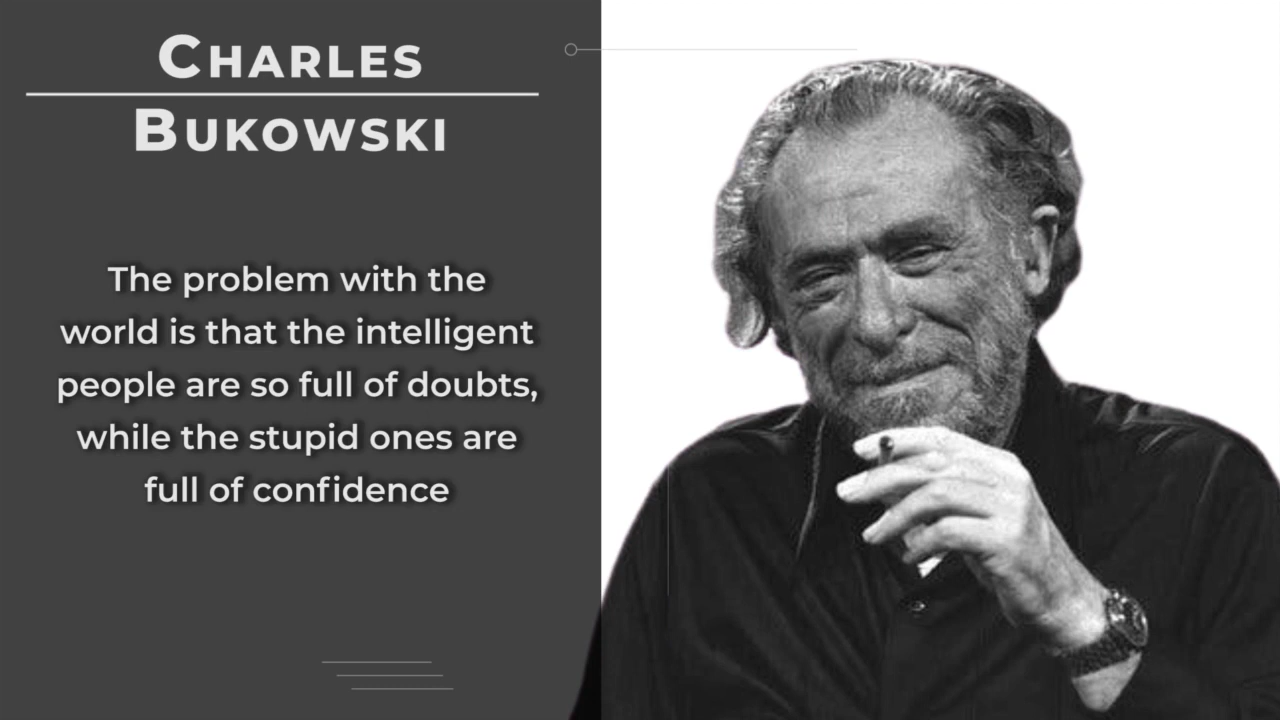 Charles
Bukowski
The problem with the
world is that the intelligent
people are so full of doubts,
while the stupid ones are
full of confidence